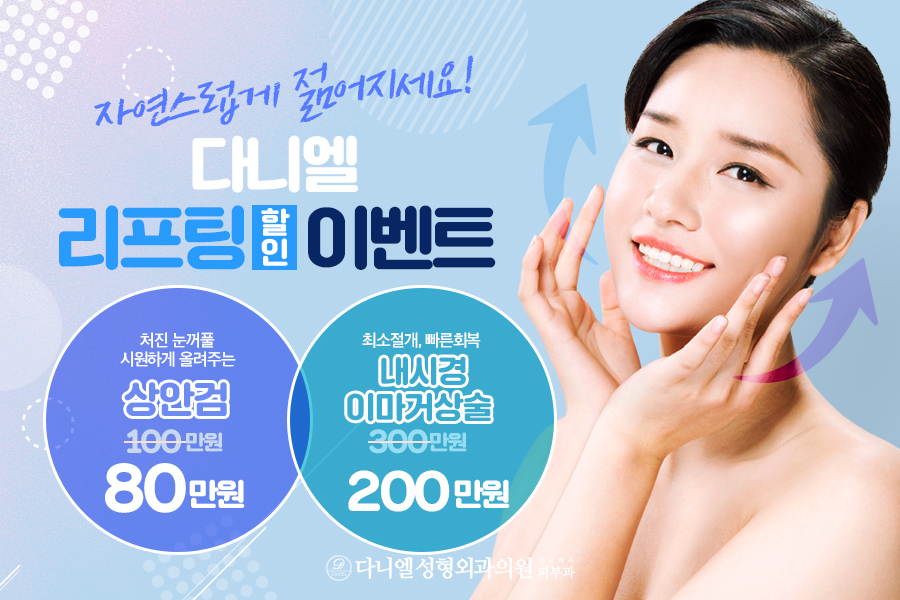 자연스럽게 젊어지세요!
다니엘
리프팅 할인 이벤트
처진 눈꺼풀
시원하게 올려주는
상안검
100만원
80만원
최소절개, 빠른회복
내시경
이마거상술
300만원
200만원
다니엘성형외과의원 피부과